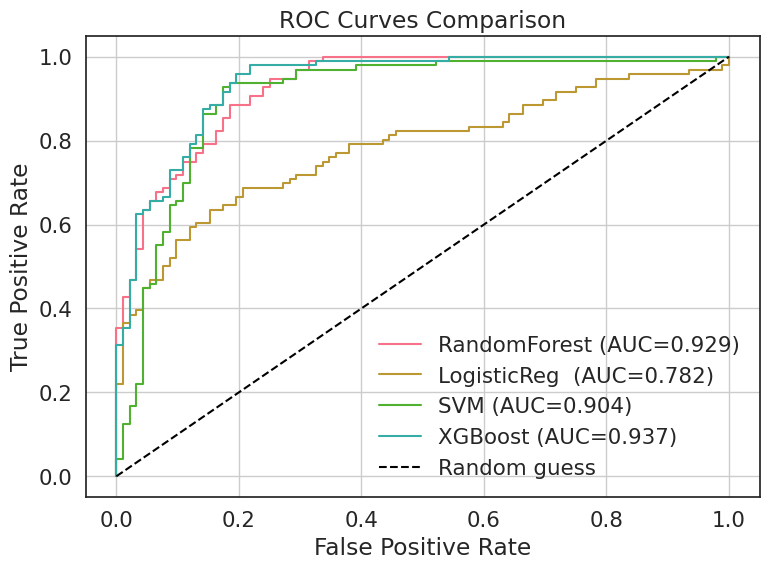 ROC Curves Comparison
True Positive Rate
1.0
0.8
0.6
0.4
0.2
0.0
RandomForest (AUC=0.929)
LogisticReg  (AUC=0.782)
SVM (AUC=0.904)
XGBoost (AUC=0.937)
Random guess
0.0 0.2 0.4 0.6 0.8 1.0
False Positive Rate